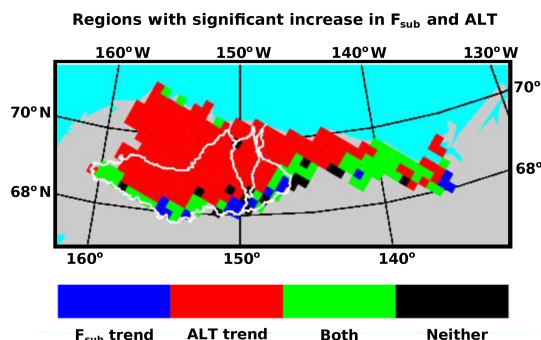 Regions with significant increase in Fsub and ALT
160°W 150°W 140°W 130°W
70°N 70°
68°N 68°
160° 150° 140°
Fsub trend ALT trend Both Neither